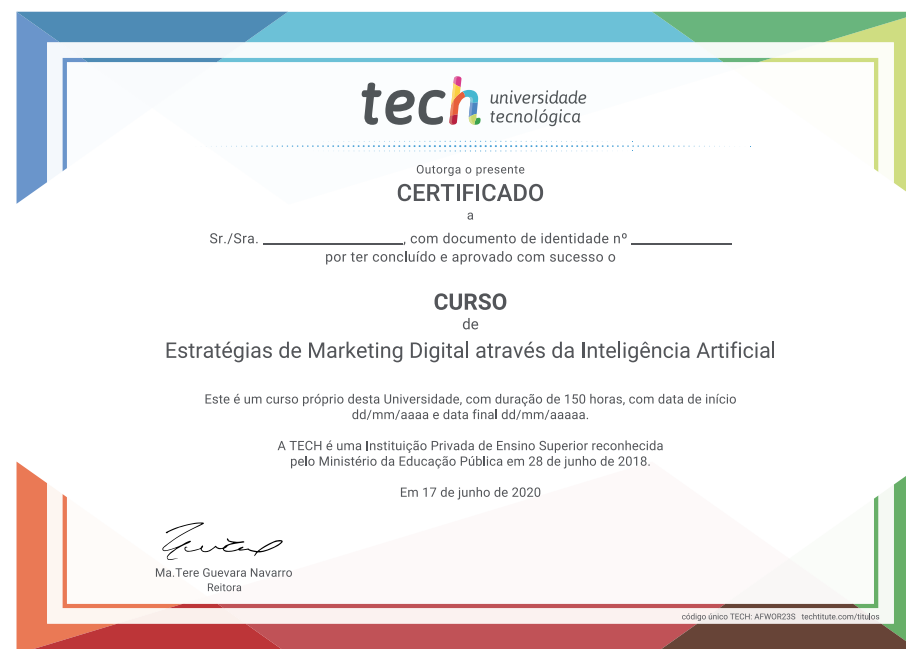 tech universidade
tecnológica
Outorga o presente
CERTIFICADO
a
Sr./Sra. ______________, com documento de identidade nº __________
por ter concluído e aprovado com sucesso o
CURSO
de
Estratégias de Marketing Digital através da Inteligência Artificial
Este é um curso próprio desta Universidade, com duração de 150 horas, com data de início
dd/mm/aaaa e data final dd/mm/aaaaa.
A TECH é uma Instituição Privada de Ensino Superior reconhecida
pelo Ministério da Educação Pública em 28 de junho de 2018.
Em 17 de junho de 2020
Ma.Tere Guevara Navarro
Reitora
código único TECH: AFWOR23S techtitute.com/titulos